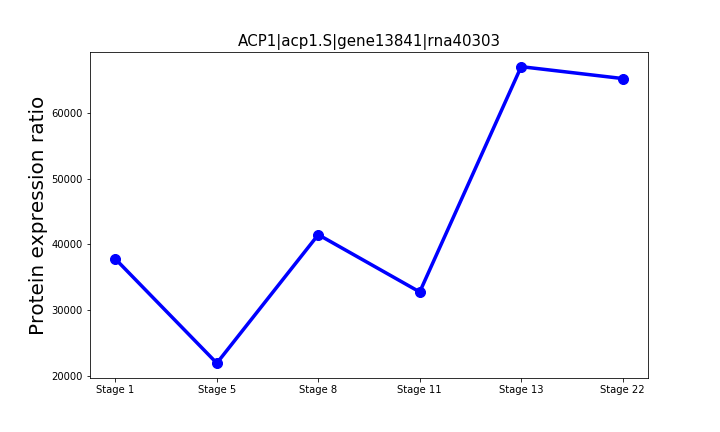 ACP1|acp1.S|gene13841|rna40303
Protein expression ratio
60000
50000
40000
30000
20000
Stage 1 Stage 5 Stage 8 Stage 11 Stage 13 Stage 22